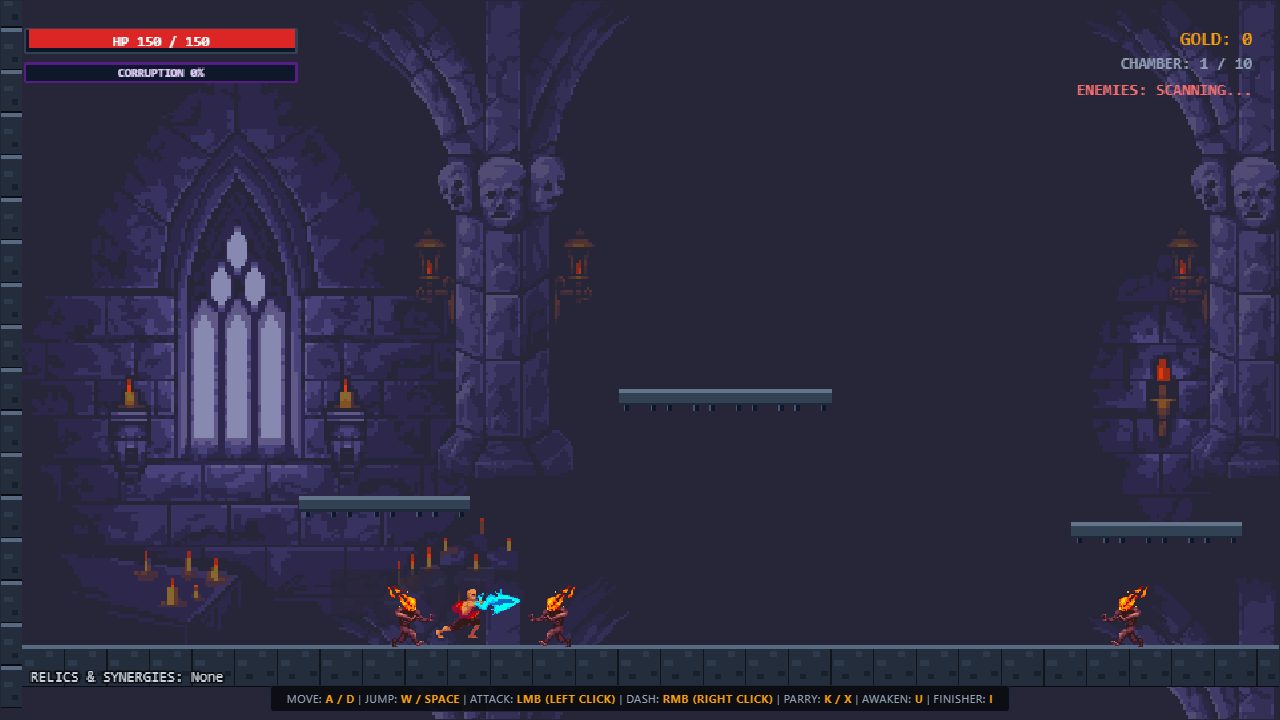 HP 150 / 150
GOLD: 0
CORRUPTION 0%
CHAMBER: 1 / 10
ENEMIES: SCANNING...
RELICS & SYNERGIES: None
MOVE: A / D | JUMP: W / SPACE | ATTACK: LMB (LEFT CLICK) | DASH: RMB (RIGHT CLICK) | PARRY: K / X | AWAKEN: U | FINISHER: I